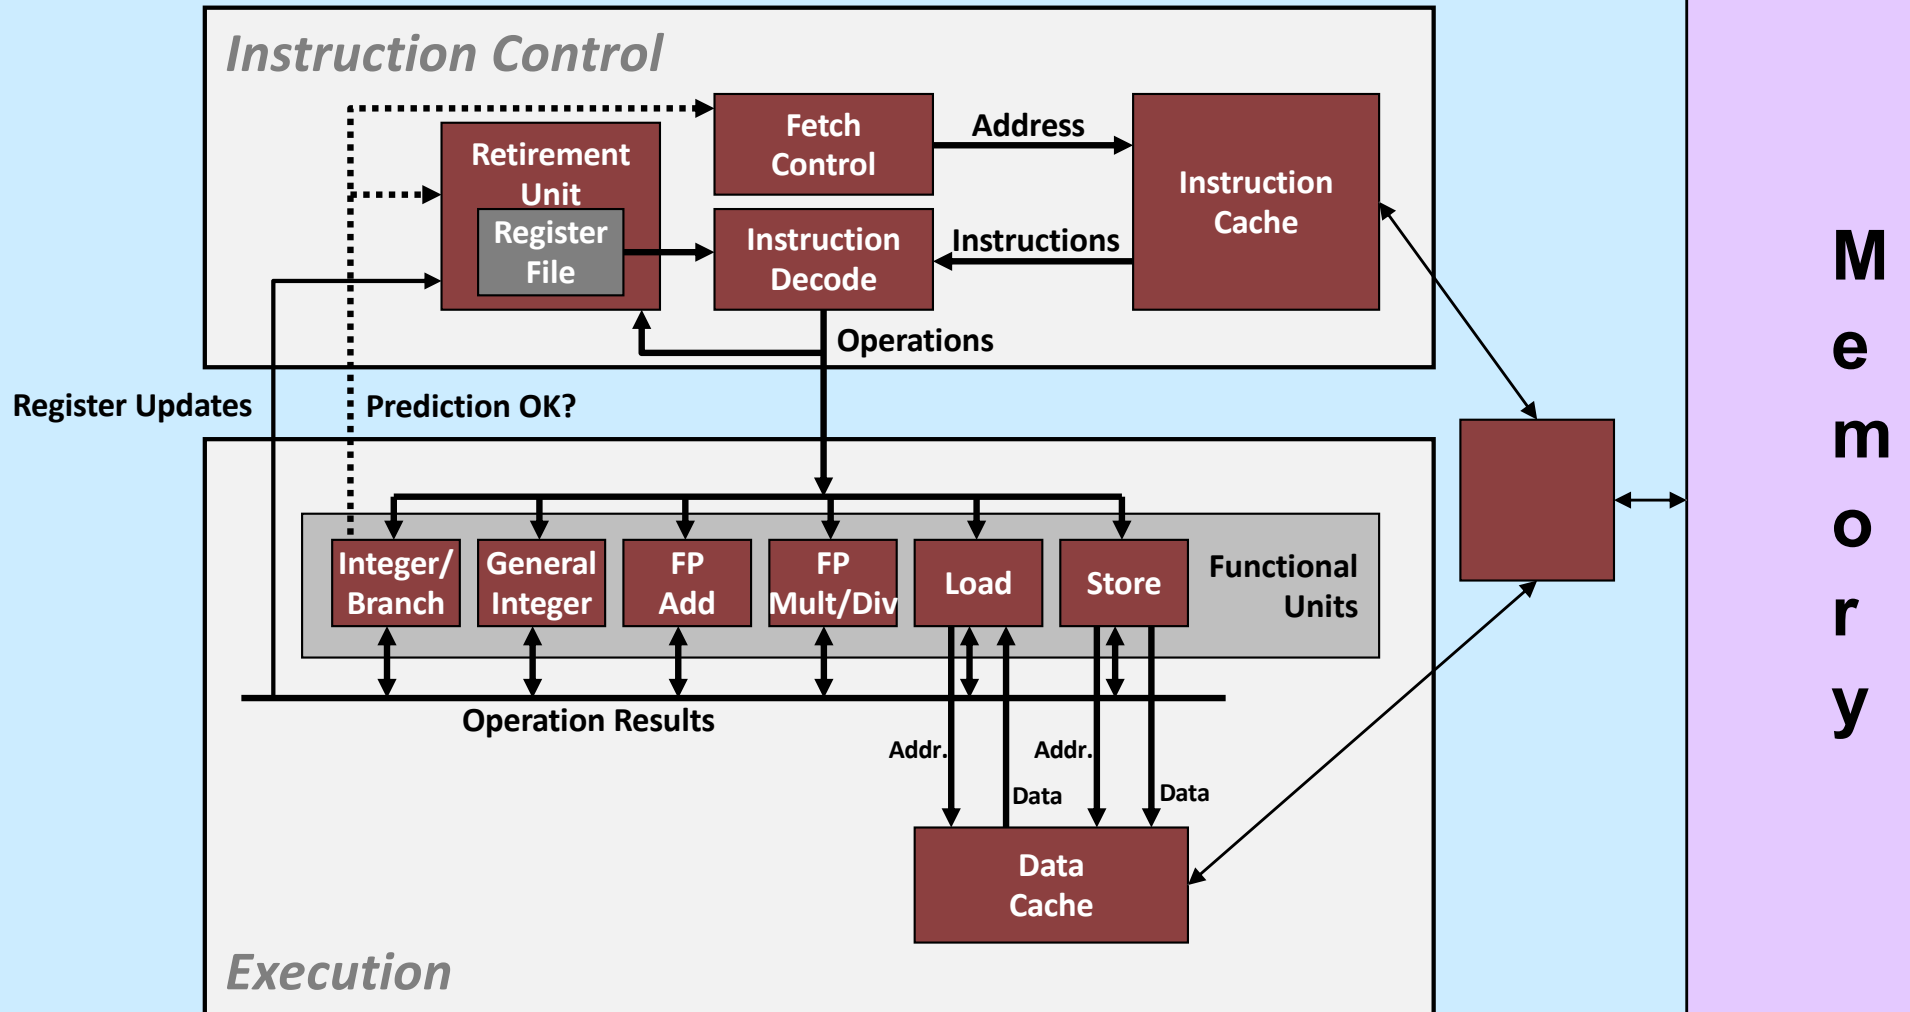 Instruction Control
Fetch
Control
Address
Retirement
Unit
Register
File
Instruction
Cache
Instruction
Decode
Instructions
Operations
Register Updates
Prediction OK?
Integer/
Branch
General
Integer
FP
Add
FP
Mult/Div
Load
Store
Functional
Units
Operation Results
Addr.
Addr.
Data
Data
Data
Cache
Execution
M
e
m
o
r
y